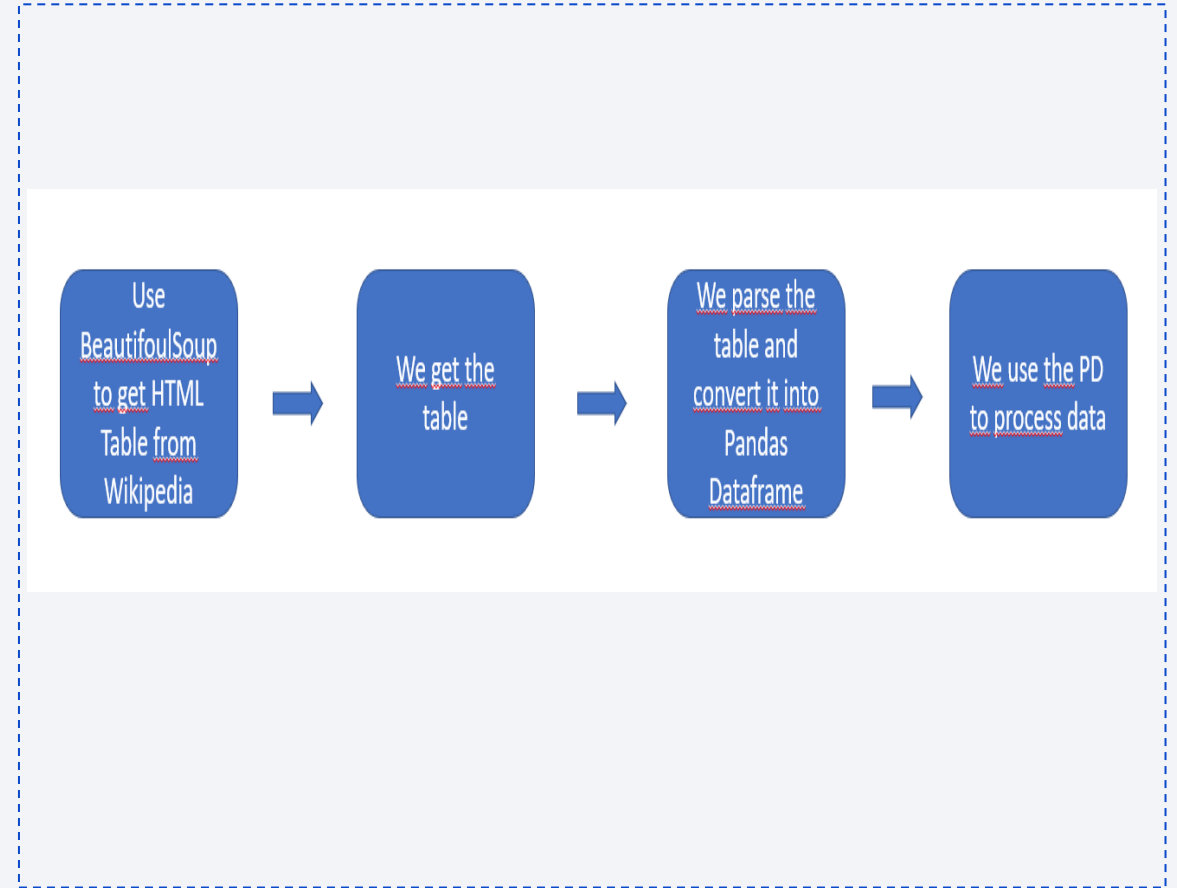 Use
BeautifoulSoup
to get HTML
Table from
Wikipedia
We get the
table
We parse the
table and
convert it into
Pandas
Dataframe
We use the PD
to process data